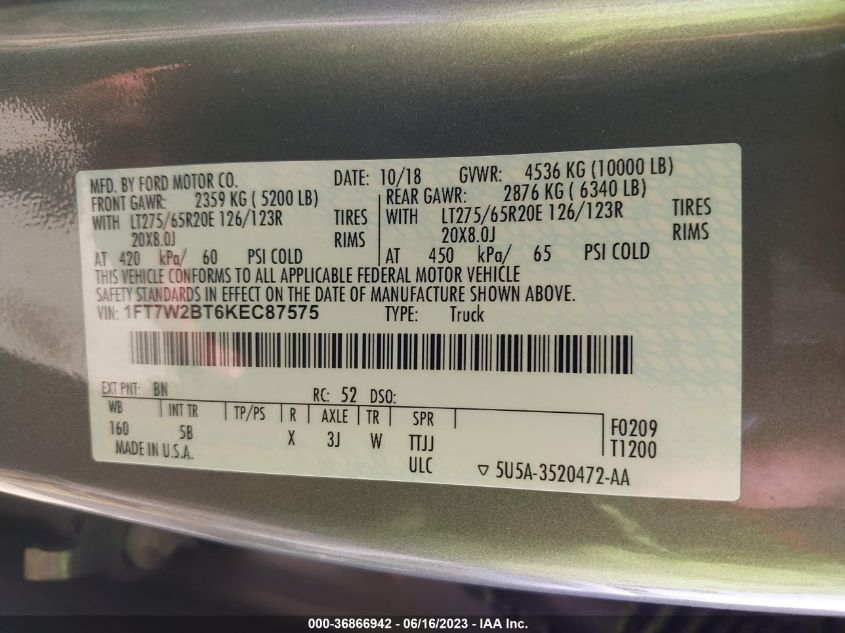 MFD. BY FORD MOTOR CO. DATE: 10/18 GVWR: 4536 KG (10000 LB)
FRONT GAWR: 2359 KG ( 5200 LB) REAR GAWR: 2876 KG ( 6340 LB)
WITH LT275/65R20E 126/123R TIRES WITH LT275/65R20E 126/123R TIRES
20X8.0J RIMS 20X8.0J RIMS
AT 420 kPa/ 60 PSI COLD AT 450 kPa/ 65 PSI COLD
THIS VEHICLE CONFORMS TO ALL APPLICABLE FEDERAL MOTOR VEHICLE
SAFETY STANDARDS IN EFFECT ON THE DATE OF MANUFACTURE SHOWN ABOVE.
VIN: 1FT7W2BT6KEC87575 TYPE: Truck
EXT PNT: BN RC: 52 DSO:
WB INT TR TP/PS R AXLE TR SPR F0209
160 5B X 3J W TTJJ T1200
MADE IN U.S.A. ULC ▽ 5U5A-3520472-AA
000-36866942 - 06/16/2023 - IAA Inc.